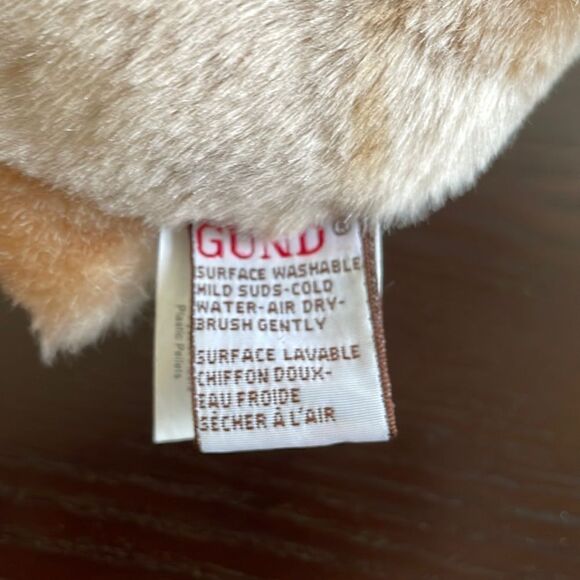 GUND®
SURFACE WASHABLE
MILD SUDS-COLD
WATER-AIR DRY-
BRUSH GENTLY
SURFACE LAVABLE
CHIFFON DOUX-
EAU FROIDE
SÉCHER À L'AIR
Plastic Pellets